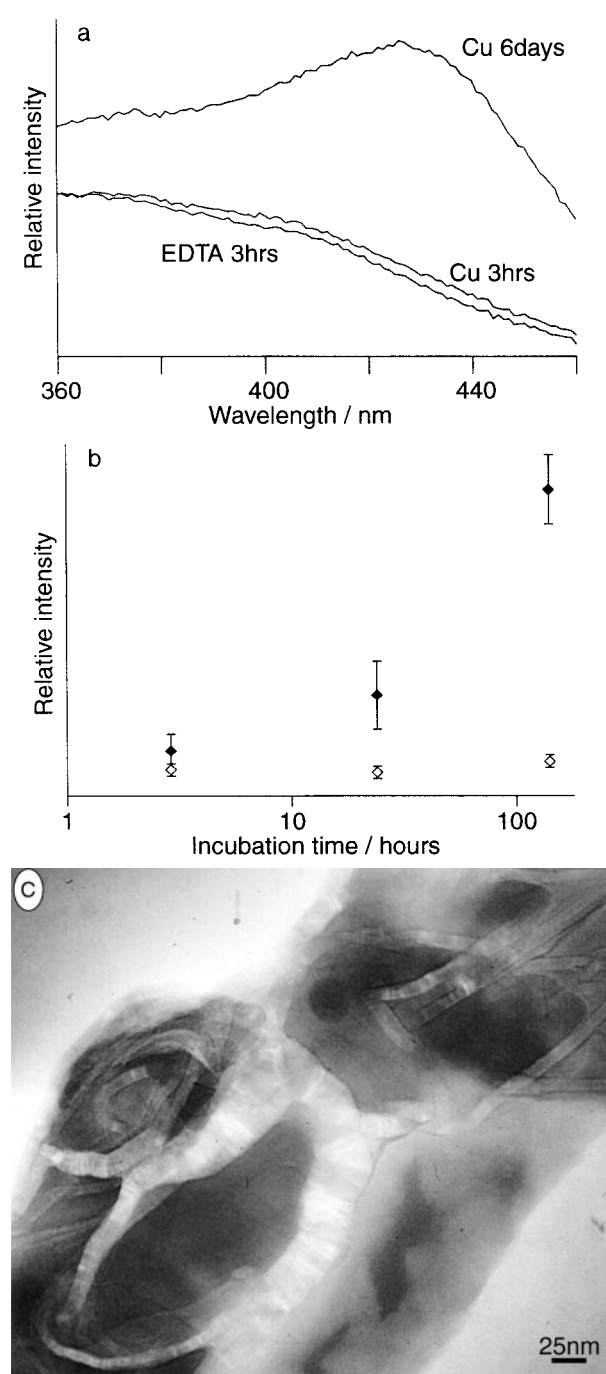 a
Cu 6days
Relative intensity
EDTA 3hrs
Cu 3hrs
360 400 440
Wavelength / nm
b
Relative intensity
1 10 100
Incubation time / hours
c
25nm